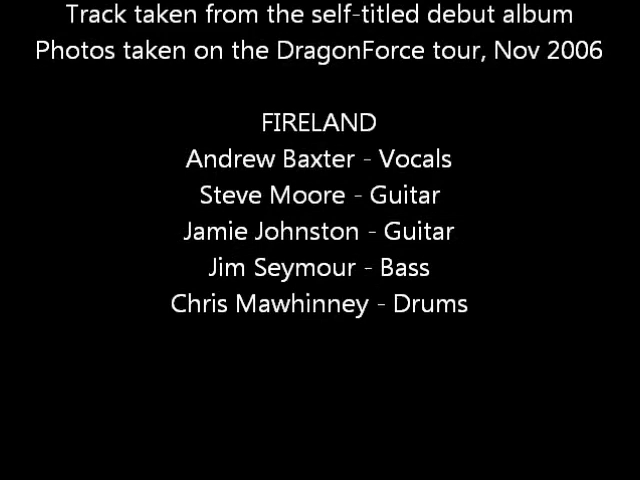 Track taken from the self-titled debut album
Photos taken on the DragonForce tour, Nov 2006
FIRELAND
Andrew Baxter - Vocals
Steve Moore - Guitar
Jamie Johnston - Guitar
Jim Seymour - Bass
Chris Mawhinney - Drums